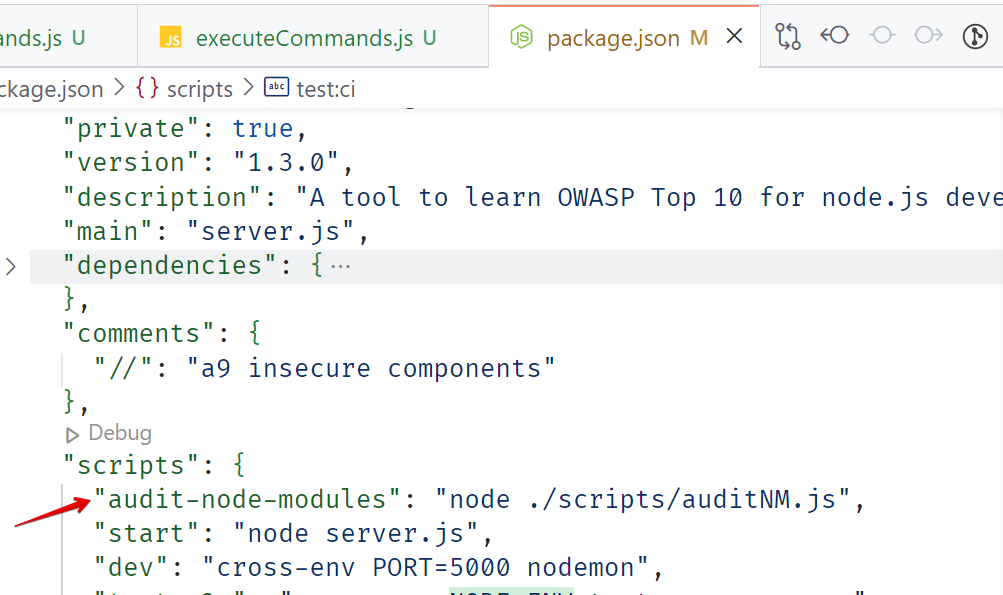 ands.js U
JS executeCommands.js U
JS package.json M
ckage.json > {} scripts > abc test:ci
"private": true,
"version": "1.3.0",
"description": "A tool to learn OWASP Top 10 for node.js deve
"main": "server.js",
"dependencies": {···
},
"comments": {
"//": "a9 insecure components"
},
Debug
"scripts": {
"audit-node-modules": "node ./scripts/auditNM.js",
"start": "node server.js",
"dev": "cross-env PORT=5000 nodemon",